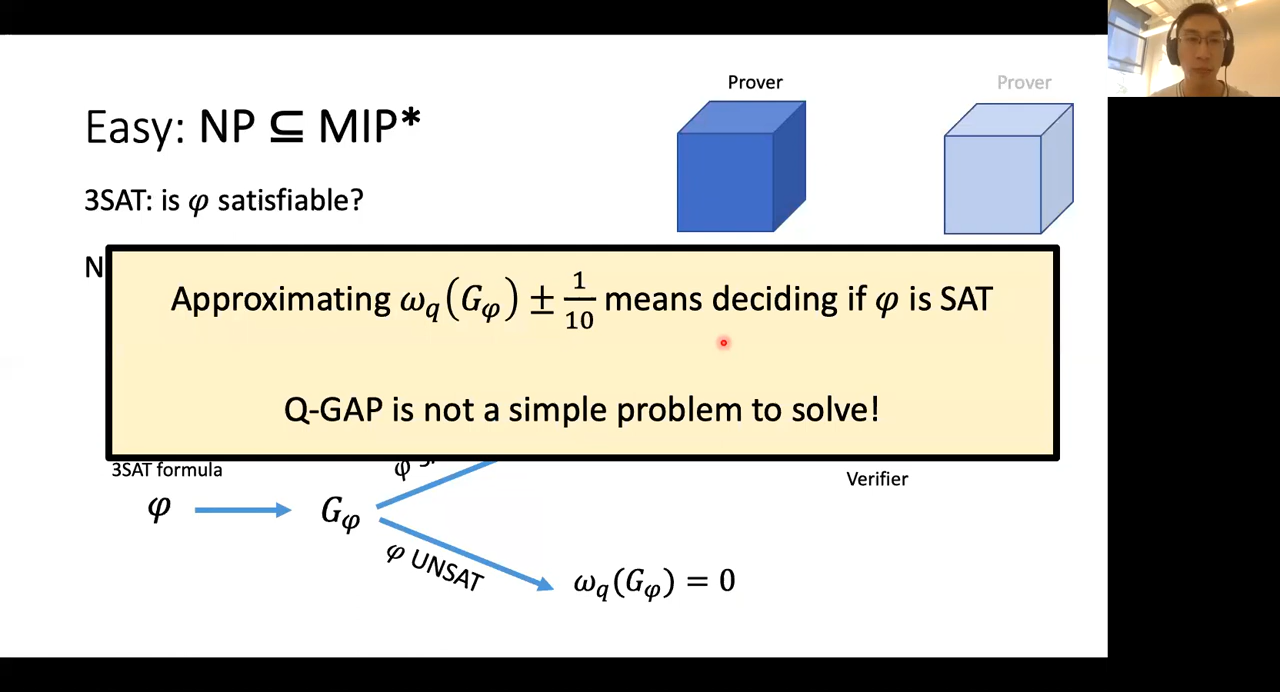 Prover
Prover
Easy: NP ⊆ MIP*
3SAT: is φ satisfiable?
N
Approximating ω_q(G_φ) ± 1/10 means deciding if φ is SAT
Q-GAP is not a simple problem to solve!
3SAT formula
φ
Verifier
φ
G_φ
φ UNSAT
ω_q(G_φ) = 0